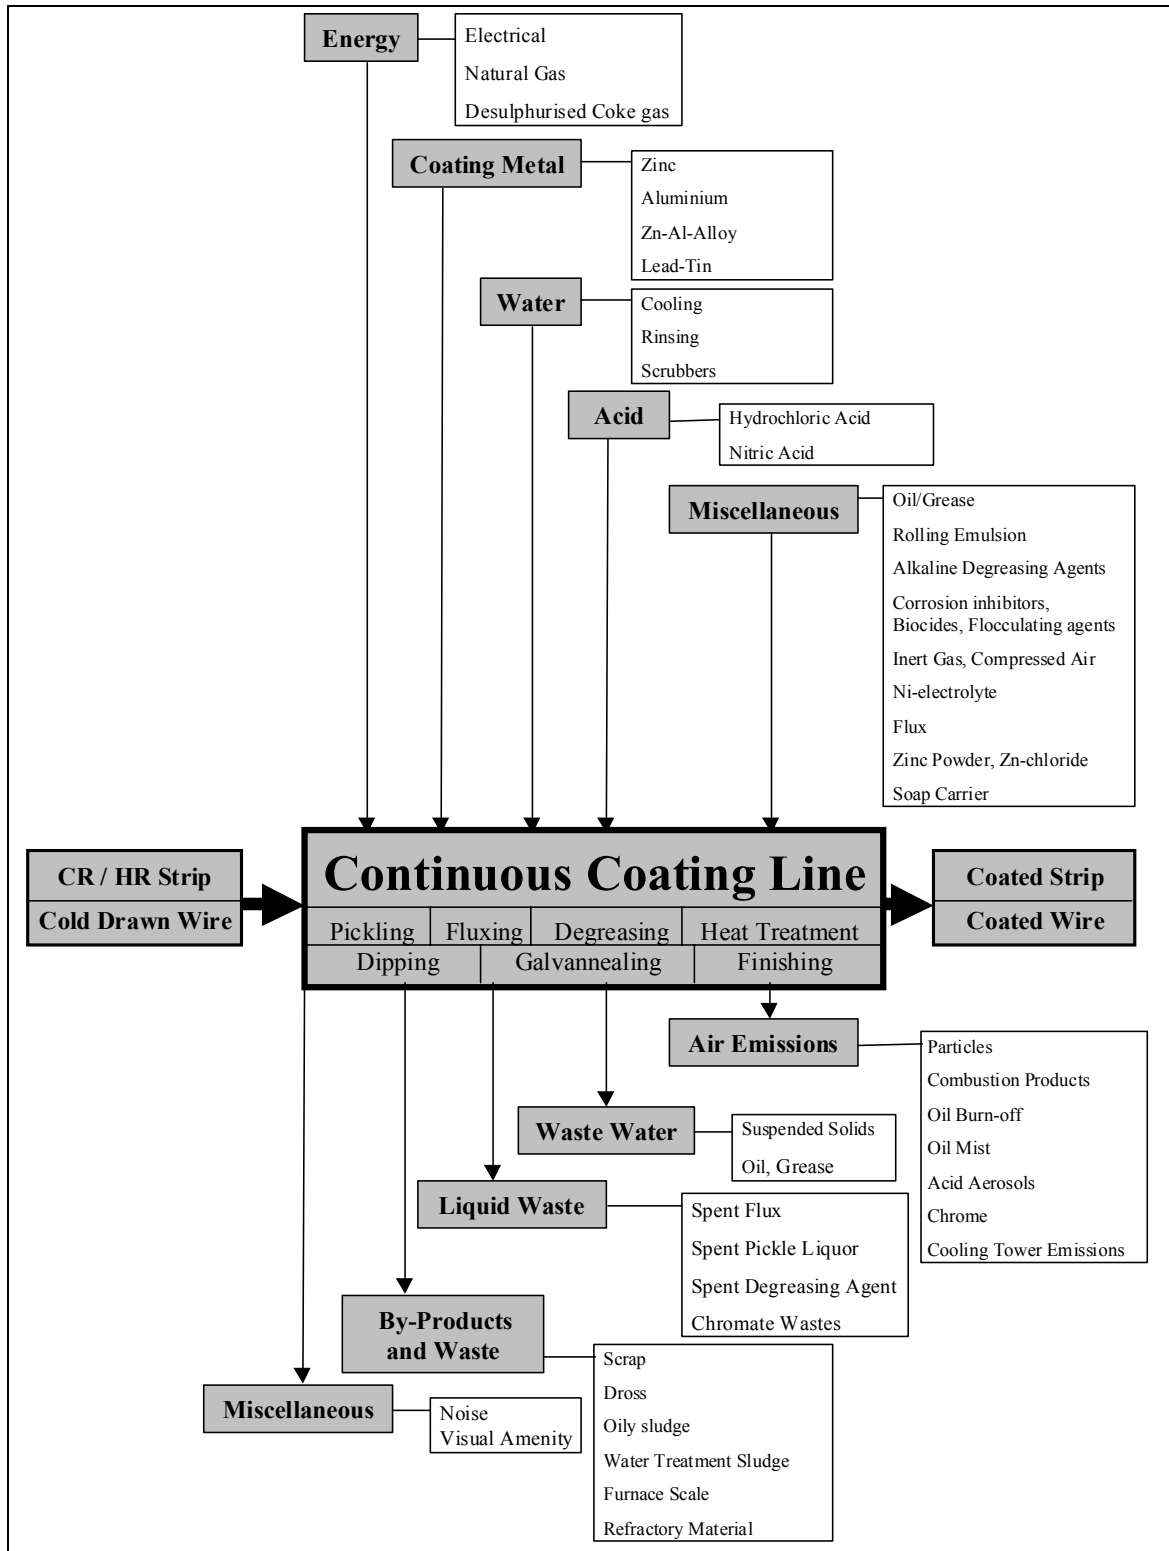 Energy
Electrical
Natural Gas
Desulphurised Coke gas
Coating Metal
Zinc
Aluminium
Zn-Al-Alloy
Lead-Tin
Water
Cooling
Rinsing
Scrubbers
Acid
Hydrochloric Acid
Nitric Acid
Miscellaneous
Oil/Grease
Rolling Emulsion
Alkaline Degreasing Agents
Corrosion inhibitors,
Biocides, Flocculating agents
Inert Gas, Compressed Air
Ni-electrolyte
Flux
Zinc Powder, Zn-chloride
Soap Carrier
CR / HR Strip
Cold Drawn Wire
Continuous Coating Line
Pickling Fluxing Degreasing Heat Treatment
Dipping Galvannealing Finishing
Coated Strip
Coated Wire
Air Emissions
Particles
Combustion Products
Oil Burn-off
Oil Mist
Acid Aerosols
Chrome
Cooling Tower Emissions
Waste Water
Suspended Solids
Oil, Grease
Liquid Waste
Spent Flux
Spent Pickle Liquor
Spent Degreasing Agent
Chromate Wastes
By-Products
and Waste
Scrap
Dross
Oily sludge
Water Treatment Sludge
Furnace Scale
Refractory Material
Miscellaneous
Noise
Visual Amenity